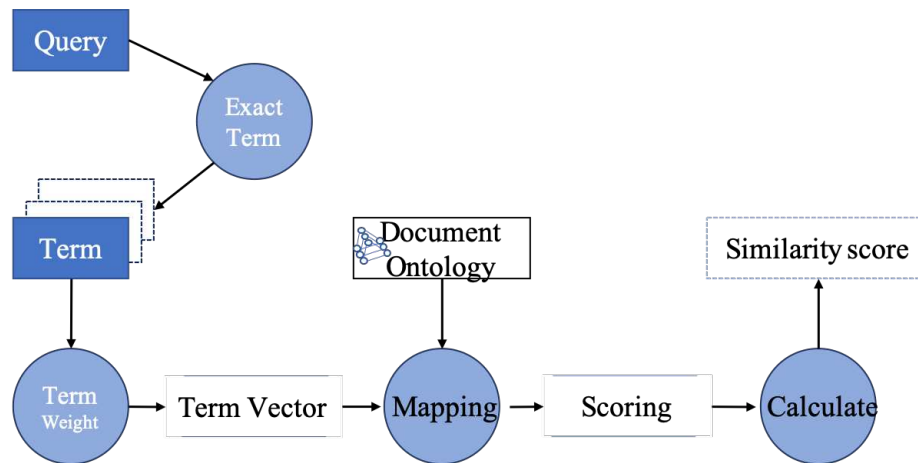 Query
Exact
Term
Term
Document
Ontology
Similarity score
Term
Weight
Term Vector
Mapping
Scoring
Calculate